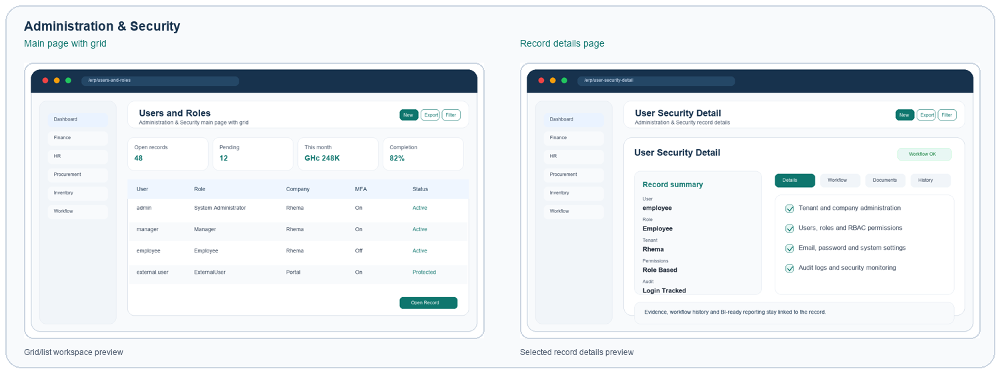 Administration & Security
Main page with grid
/erp/users-and-roles
Dashboard
Finance
HR
Procurement
Inventory
Workflow
Users and Roles
Administration & Security main page with grid
New Export Filter
Open records Pending This month Completion
48 12 GHc 248K 82%
User Role Company MFA Status
admin System Administrator Rhema On Active
manager Manager Rhema On Active
employee Employee Rhema Off Active
external.user ExternalUser Portal On Protected
Open Record
Grid/list workspace preview
Record details page
/erp/user-security-detail
Dashboard
Finance
HR
Procurement
Inventory
Workflow
User Security Detail
Administration & Security record details
New Export Filter
User Security Detail
Workflow OK
Record summary
User
employee
Role
Employee
Tenant
Rhema
Permissions
Role Based
Audit
Login Tracked
Details Workflow Documents History
Tenant and company administration
Users, roles and RBAC permissions
Email, password and system settings
Audit logs and security monitoring
Evidence, workflow history and BI-ready reporting stay linked to the record.
Selected record details preview